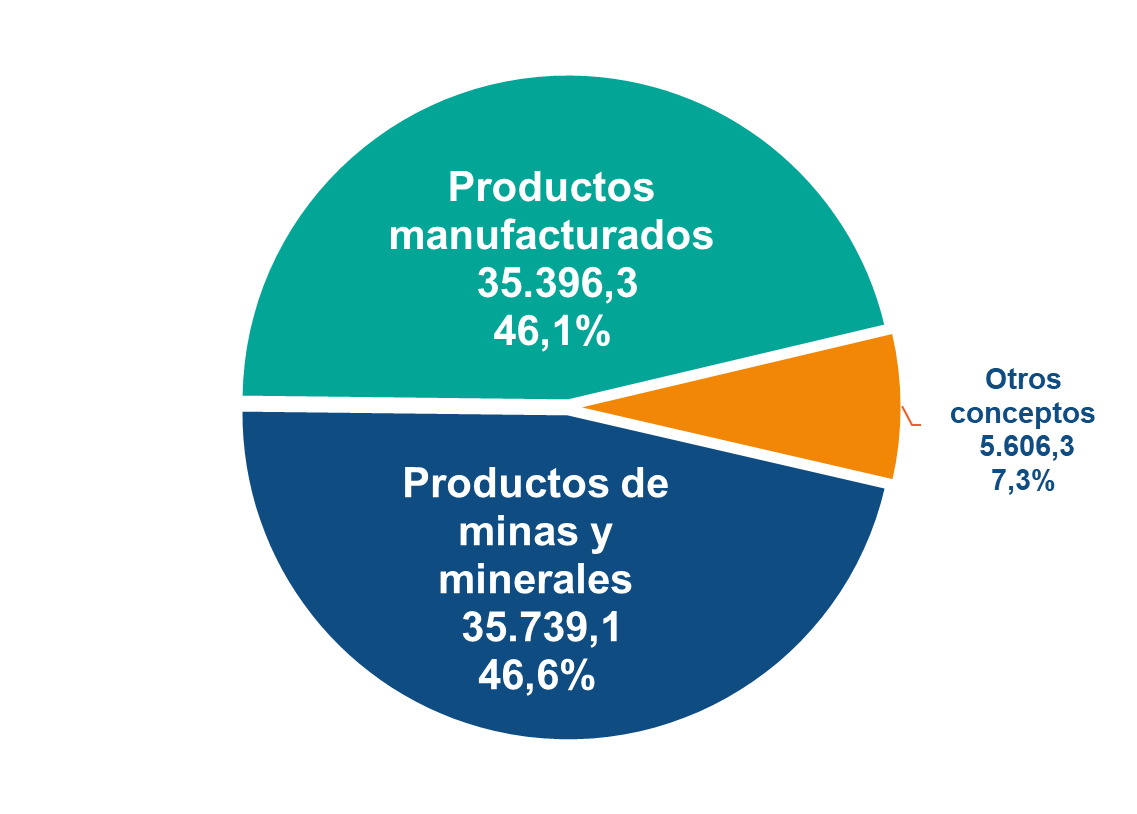 Productos
manufacturados
35.396,3
46,1%
Otros
conceptos
5.606,3
7,3%
Productos de
minas y
minerales
35.739,1
46,6%